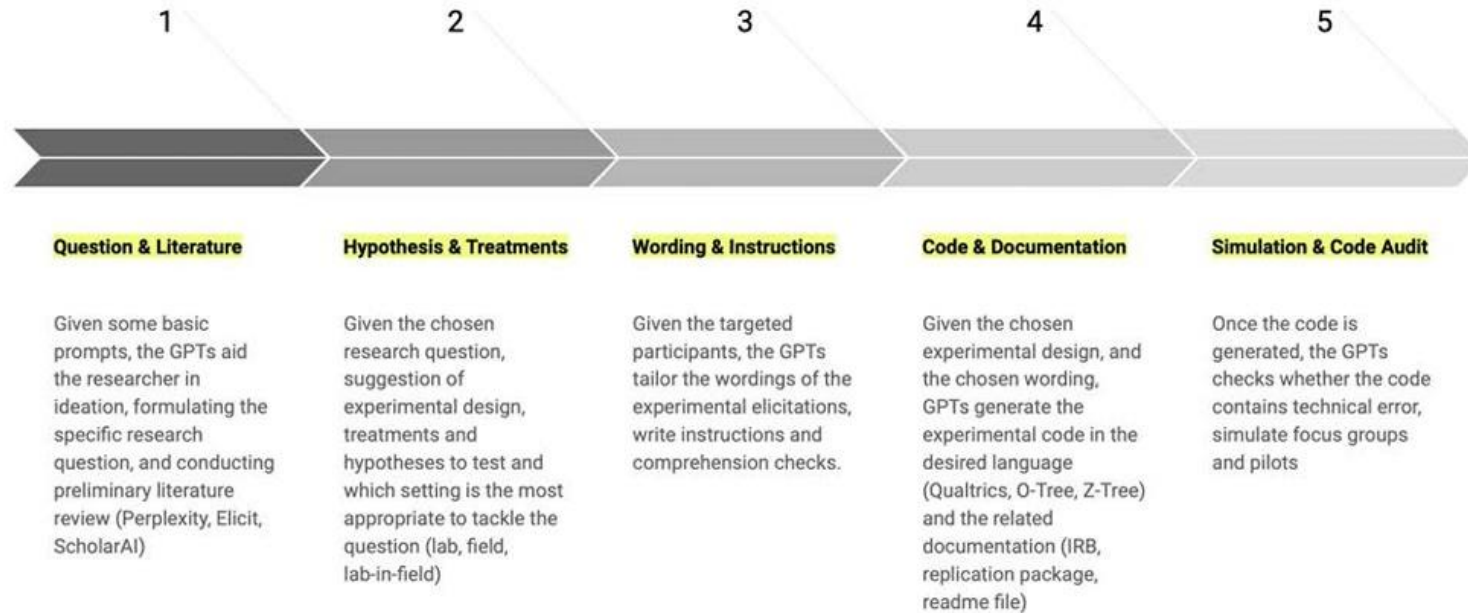 1
2
3
4
5
Question & Literature
Given some basic
prompts, the GPTs aid
the researcher in
ideation, formulating the
specific research
question, and conducting
preliminary literature
review (Perplexity, Elicit,
ScholarAI)
Hypothesis & Treatments
Given the chosen
research question,
suggestion of
experimental design,
treatments and
hypotheses to test and
which setting is the most
appropriate to tackle the
question (lab, field,
lab-in-field)
Wording & Instructions
Given the targeted
participants, the GPTs
tailor the wordings of the
experimental elicitations,
write instructions and
comprehension checks.
Code & Documentation
Given the chosen
experimental design, and
the chosen wording,
GPTs generate the
experimental code in the
desired language
(Qualtrics, O-Tree, Z-Tree)
and the related
documentation (IRB,
replication package,
readme file)
Simulation & Code Audit
Once the code is
generated, the GPTs
checks whether the code
contains technical error,
simulate focus groups
and pilots